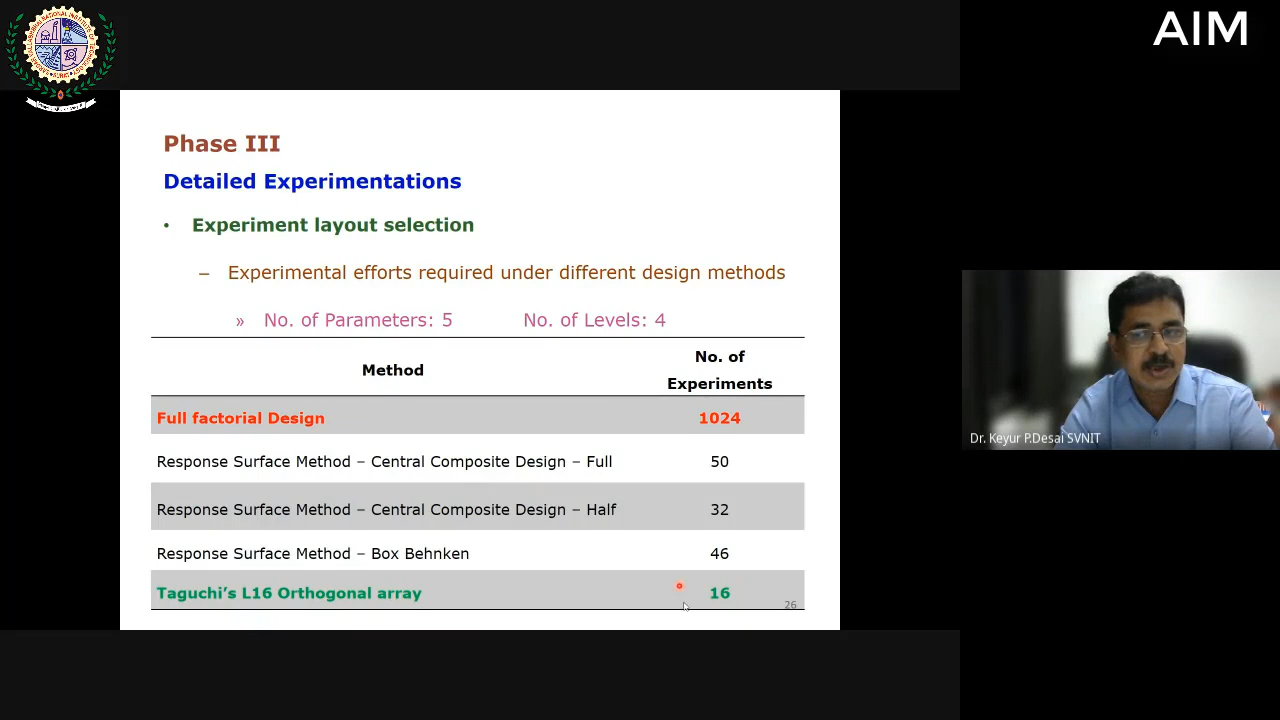 AIM
Phase III
Detailed Experimentations
• Experiment layout selection
– Experimental efforts required under different design methods
» No. of Parameters: 5 No. of Levels: 4
Method No. of Experiments
Full factorial Design 1024
Response Surface Method – Central Composite Design – Full 50
Response Surface Method – Central Composite Design – Half 32
Response Surface Method – Box Behnken 46
Taguchi’s L16 Orthogonal array 16
26
Dr. Keyur P.Desai SVNIT